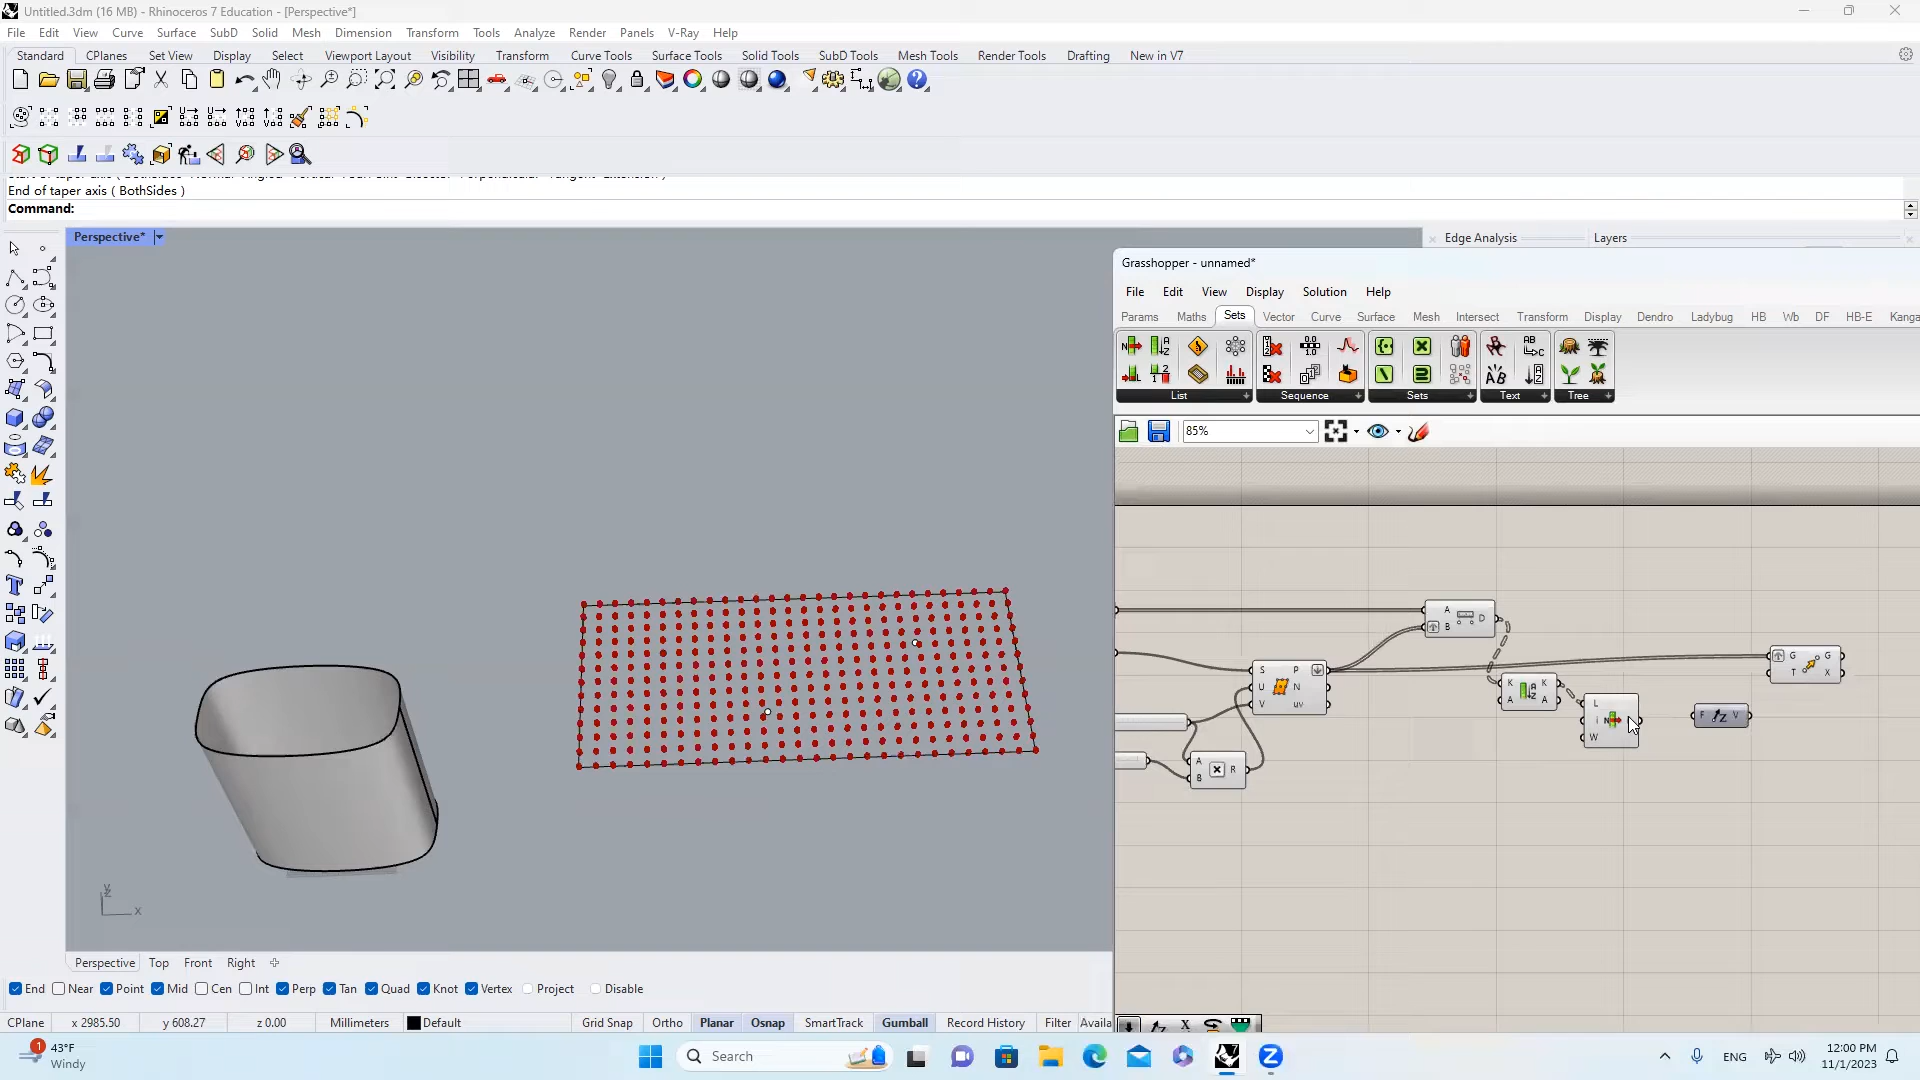 Untitled.3dm (16 MB) - Rhinoceros 7 Education - [Perspective*]
File Edit View Curve Surface SubD Solid Mesh Dimension Transform Tools Analyze Render Panels V-Ray Help
Standard CPlanes Set View Display Select Viewport Layout Visibility Transform Curve Tools Surface Tools Solid Tools SubD Tools Mesh Tools Render Tools Drafting New in V7
End of taper axis ( BothSides )
Command:
Perspective*
Edge Analysis Layers
Grasshopper - unnamed*
File Edit View Display Solution Help
Params Maths Sets Vector Curve Surface Mesh Intersect Transform Display Dendro Ladybug HB Wb DF HB-E Kanga
List Sequence Sets Text Tree
85%
A D
B
S P
U N
V uv
K K
A A
L
i N
W
F V
G G
T X
A R
B
y
z
x
Perspective Top Front Right
End Near Point Mid Cen Int Perp Tan Quad Knot Vertex Project Disable
CPlane x 2985.50 y 608.27 z 0.00 Millimeters Default Grid Snap Ortho Planar Osnap SmartTrack Gumball Record History Filter Availa
43°F
Windy
Search
ENG
12:00 PM
11/1/2023